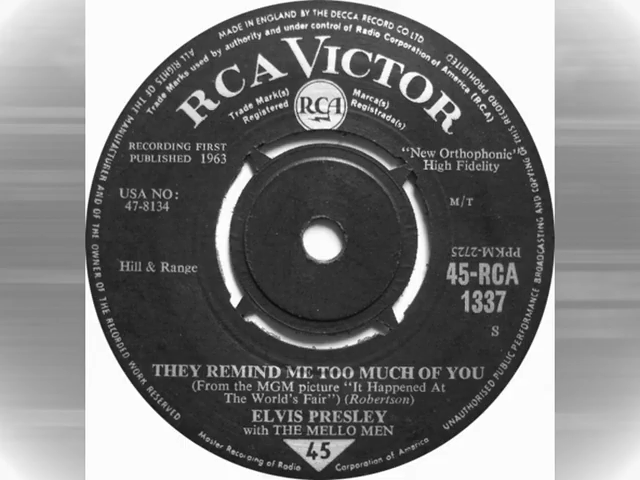 MADE IN ENGLAND BY THE DECCA RECORD CO LTD
Trade Marks used by authority and under control of Radio Corporation of America (R.C.A.)
ALL RIGHTS OF THE MANUFACTURER AND OF THE OWNER OF THE RECORDED WORK RESERVED
UNAUTHORISED PUBLIC PERFORMANCE BROADCASTING AND COPYING OF THIS RECORD PROHIBITED
RCA VICTOR
Trade Mark(s)
Registered
RCA
Marca(s)
Registrada(s)
RECORDING FIRST
PUBLISHED 1963
"New Orthophonic"
High Fidelity
USA NO:
47-8134
M/T
PPKM-2725
Hill & Range
45-RCA
1337
S
THEY REMIND ME TOO MUCH OF YOU
(From the MGM picture "It Happened At
The World's Fair") (Robertson)
ELVIS PRESLEY
with THE MELLO MEN
45
Master Recording of Radio Corporation of America